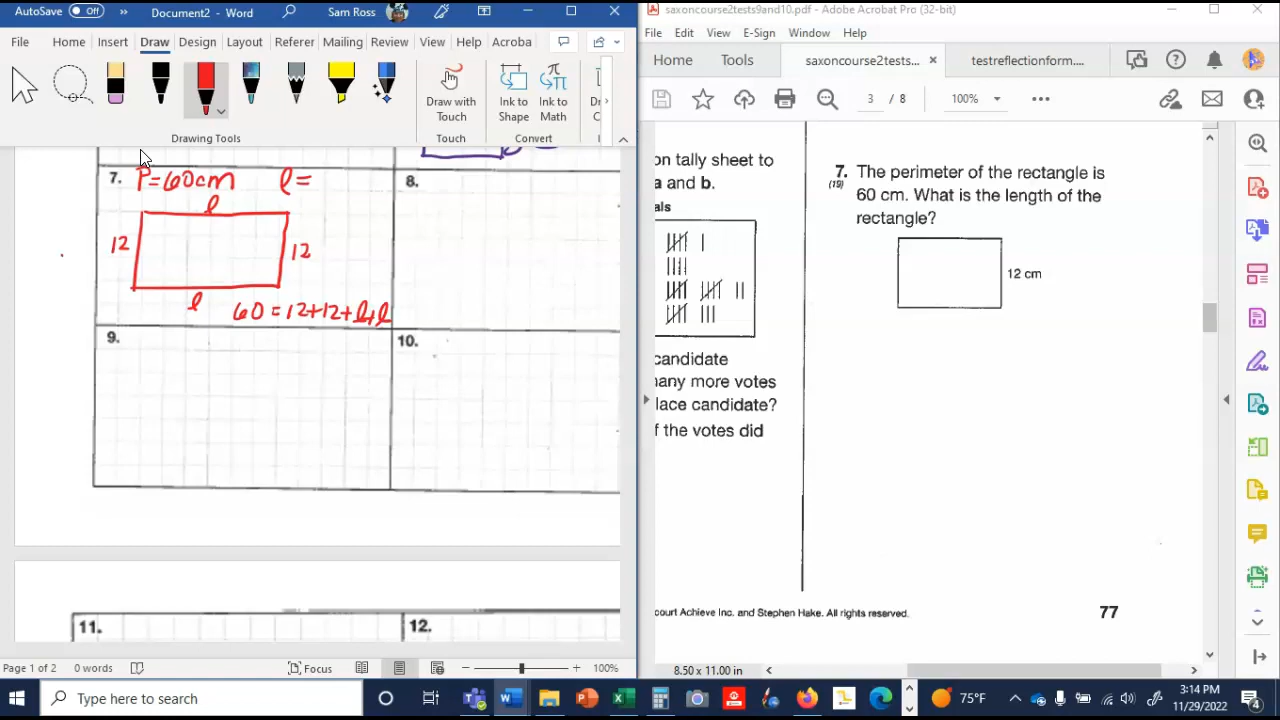 AutoSave Off Document2 - Word Sam Ross
File Home Insert Draw Design Layout Referer Mailing Review View Help Acroba
Draw with Touch
Ink to Shape
Ink to Math
Touch
Convert
Drawing Tools
7. P=60cm l=
l
12 12
l
60=12+12+l+l
8.
9.
10.
11.
12.
Page 1 of 2 0 words Focus 100%
saxoncourse2tests9and10.pdf - Adobe Acrobat Pro (32-bit)
File Edit View E-Sign Window Help
Home Tools saxoncourse2tests... testreflectionform....
3 / 8 100%
on tally sheet to
a and b.
als
candidate
nany more votes
lace candidate?
f the votes did
7. The perimeter of the rectangle is
(19) 60 cm. What is the length of the
rectangle?
12 cm
court Achieve Inc. and Stephen Hake. All rights reserved.
77
8.50 x 11.00 in
Type here to search
75°F
3:14 PM
11/29/2022
4